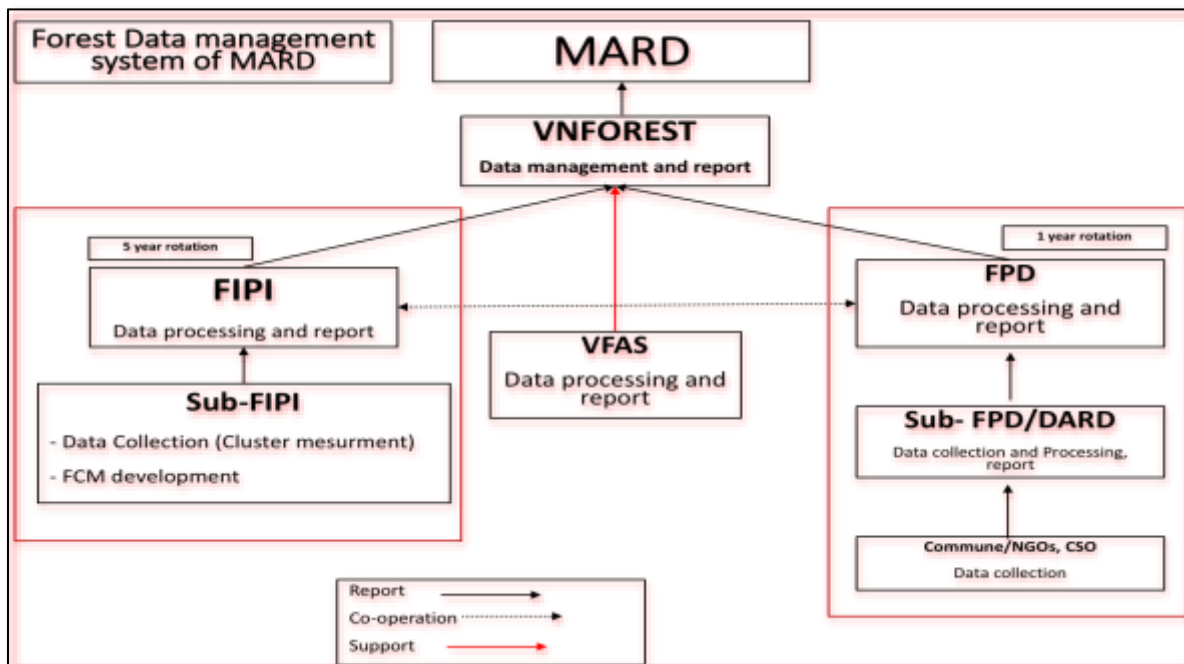 Forest Data management
system of MARD
MARD
VNFOREST
Data management and report
5 year rotation
FIPI
Data processing and report
Sub-FIPI
- Data Collection (Cluster mesurment)
- FCM development
VFAS
Data processing and
report
1 year rotation
FPD
Data processing and
report
Sub- FPD/DARD
Data collection and Processing,
report
Commune/NGOs, CSO
Data collection
Report
Co-operation
Support